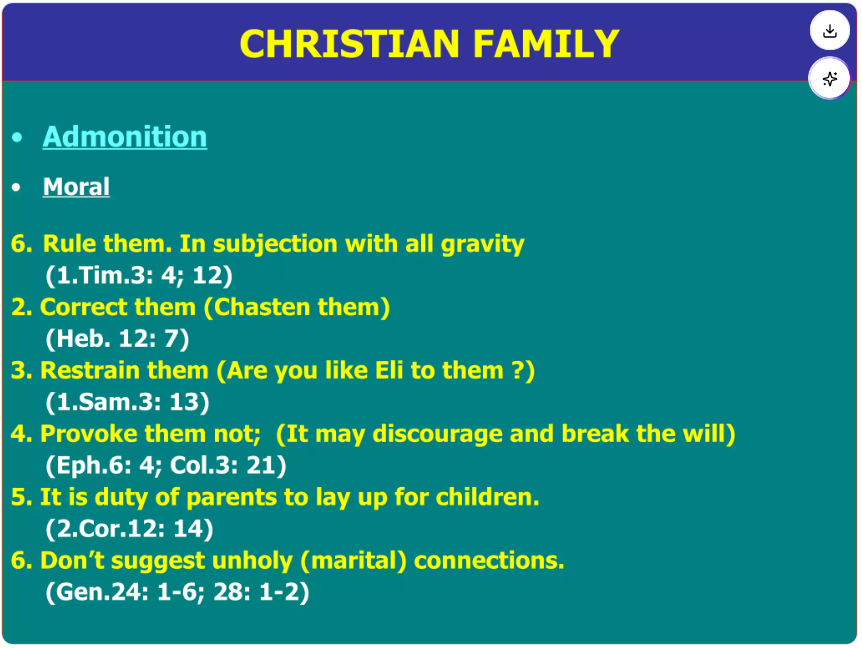 CHRISTIAN FAMILY
• Admonition
• Moral
6. Rule them. In subjection with all gravity
(1.Tim.3: 4; 12)
2. Correct them (Chasten them)
(Heb. 12: 7)
3. Restrain them (Are you like Eli to them ?)
(1.Sam.3: 13)
4. Provoke them not;  (It may discourage and break the will)
(Eph.6: 4; Col.3: 21)
5. It is duty of parents to lay up for children.
(2.Cor.12: 14)
6. Don’t suggest unholy (marital) connections.
(Gen.24: 1-6; 28: 1-2)